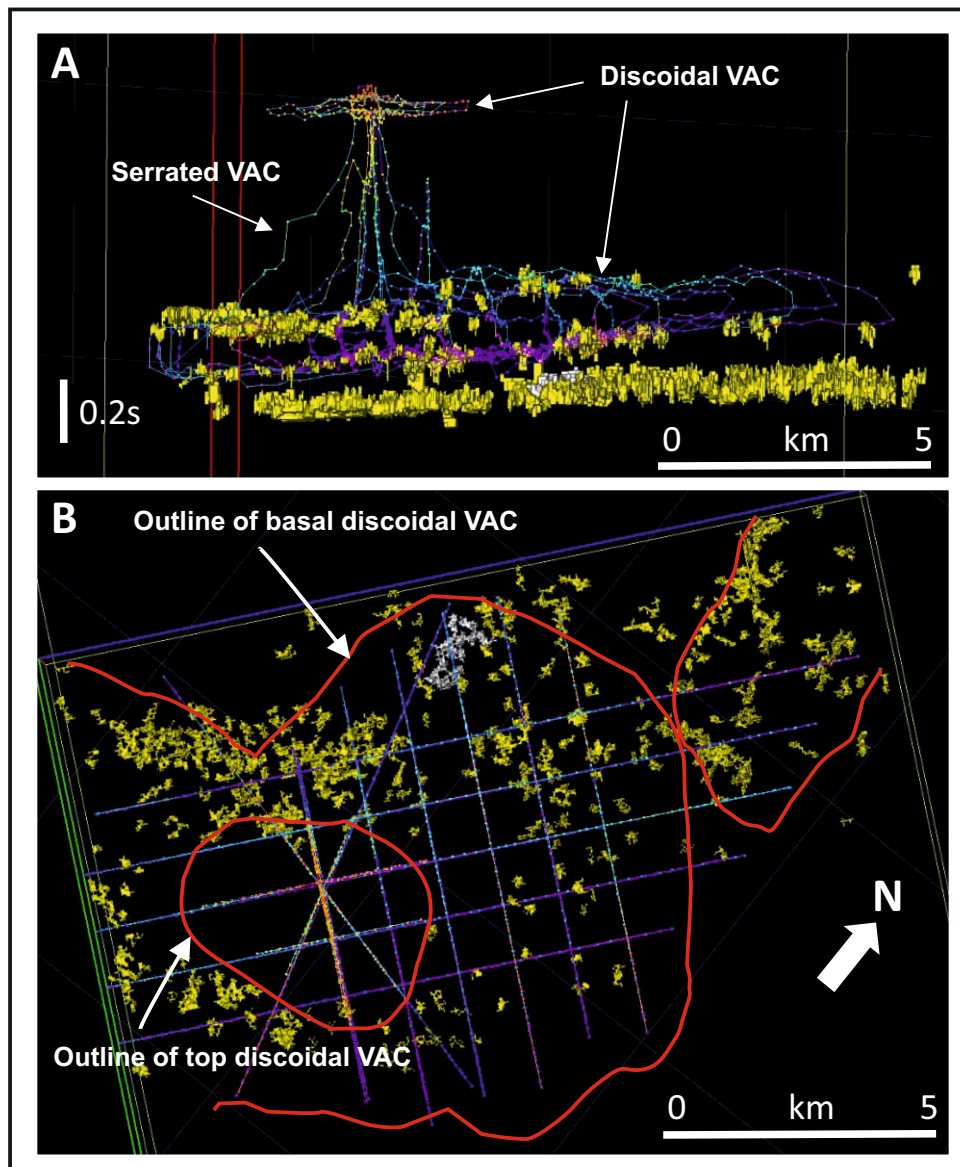 A
Discoidal VAC
Serrated VAC
0.2s
0 km 5
B
Outline of basal discoidal VAC
N
Outline of top discoidal VAC
0 km 5